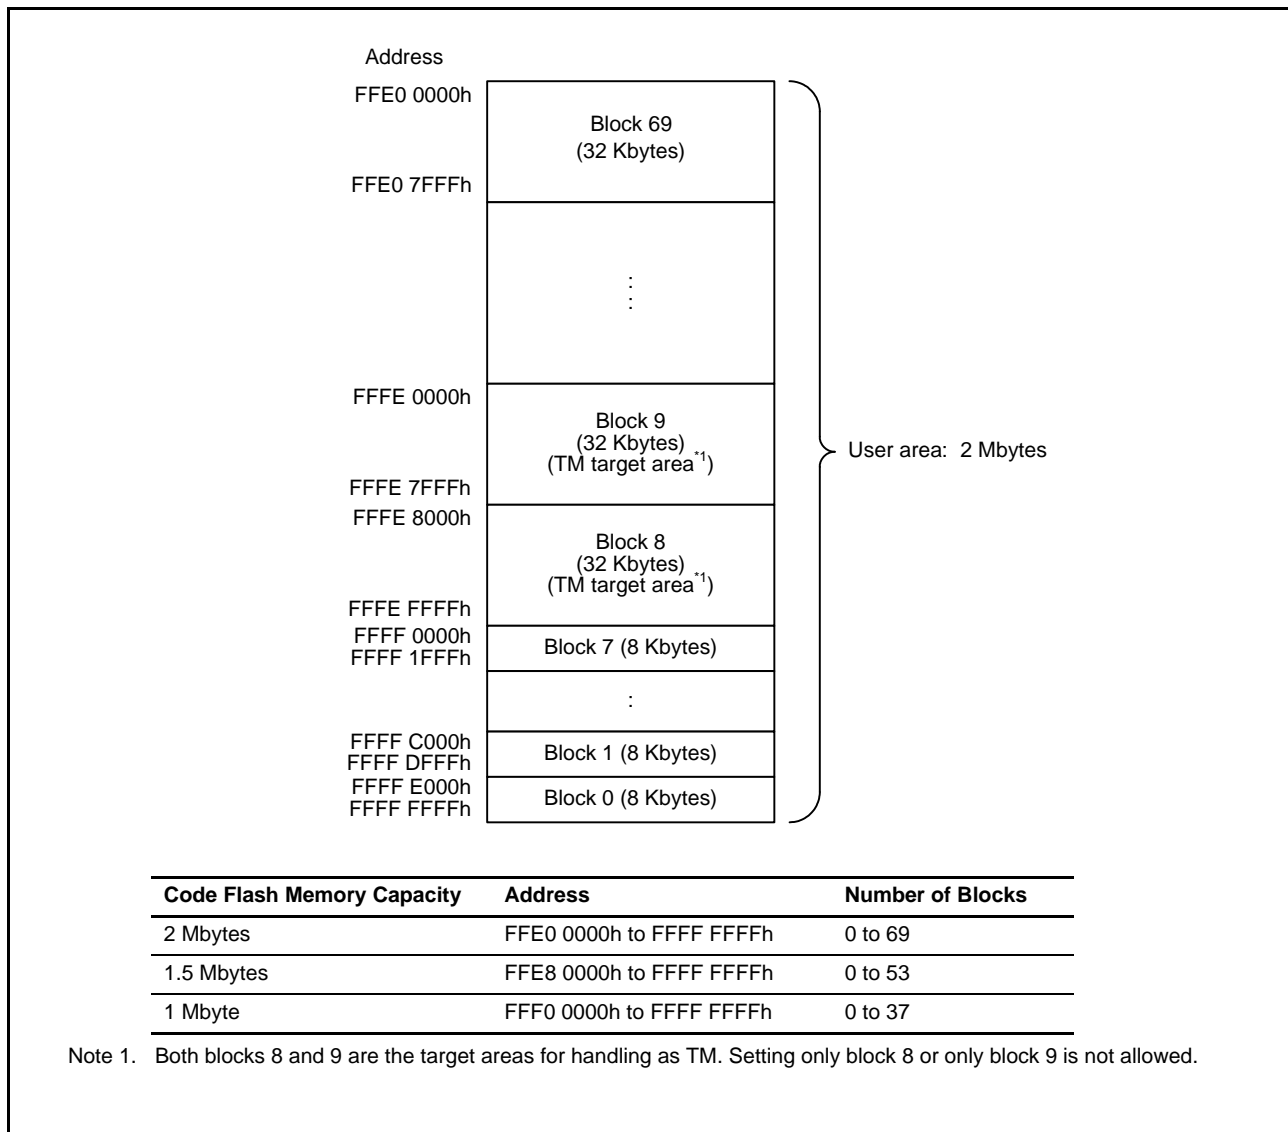 Address
FFE0 0000h
Block 69
(32 Kbytes)
FFE0 7FFFh
:
:
FFFE 0000h
Block 9
(32 Kbytes)
(TM target area*1)
FFFE 7FFFh
User area: 2 Mbytes
FFFE 8000h
Block 8
(32 Kbytes)
(TM target area*1)
FFFE FFFFh
FFFF 0000h
Block 7 (8 Kbytes)
FFFF 1FFFh
:
FFFF C000h
Block 1 (8 Kbytes)
FFFF DFFFh
FFFF E000h
Block 0 (8 Kbytes)
FFFF FFFFh
Code Flash Memory Capacity Address Number of Blocks
2 Mbytes FFE0 0000h to FFFF FFFFh 0 to 69
1.5 Mbytes FFE8 0000h to FFFF FFFFh 0 to 53
1 Mbyte FFF0 0000h to FFFF FFFFh 0 to 37
Note 1. Both blocks 8 and 9 are the target areas for handling as TM. Setting only block 8 or only block 9 is not allowed.